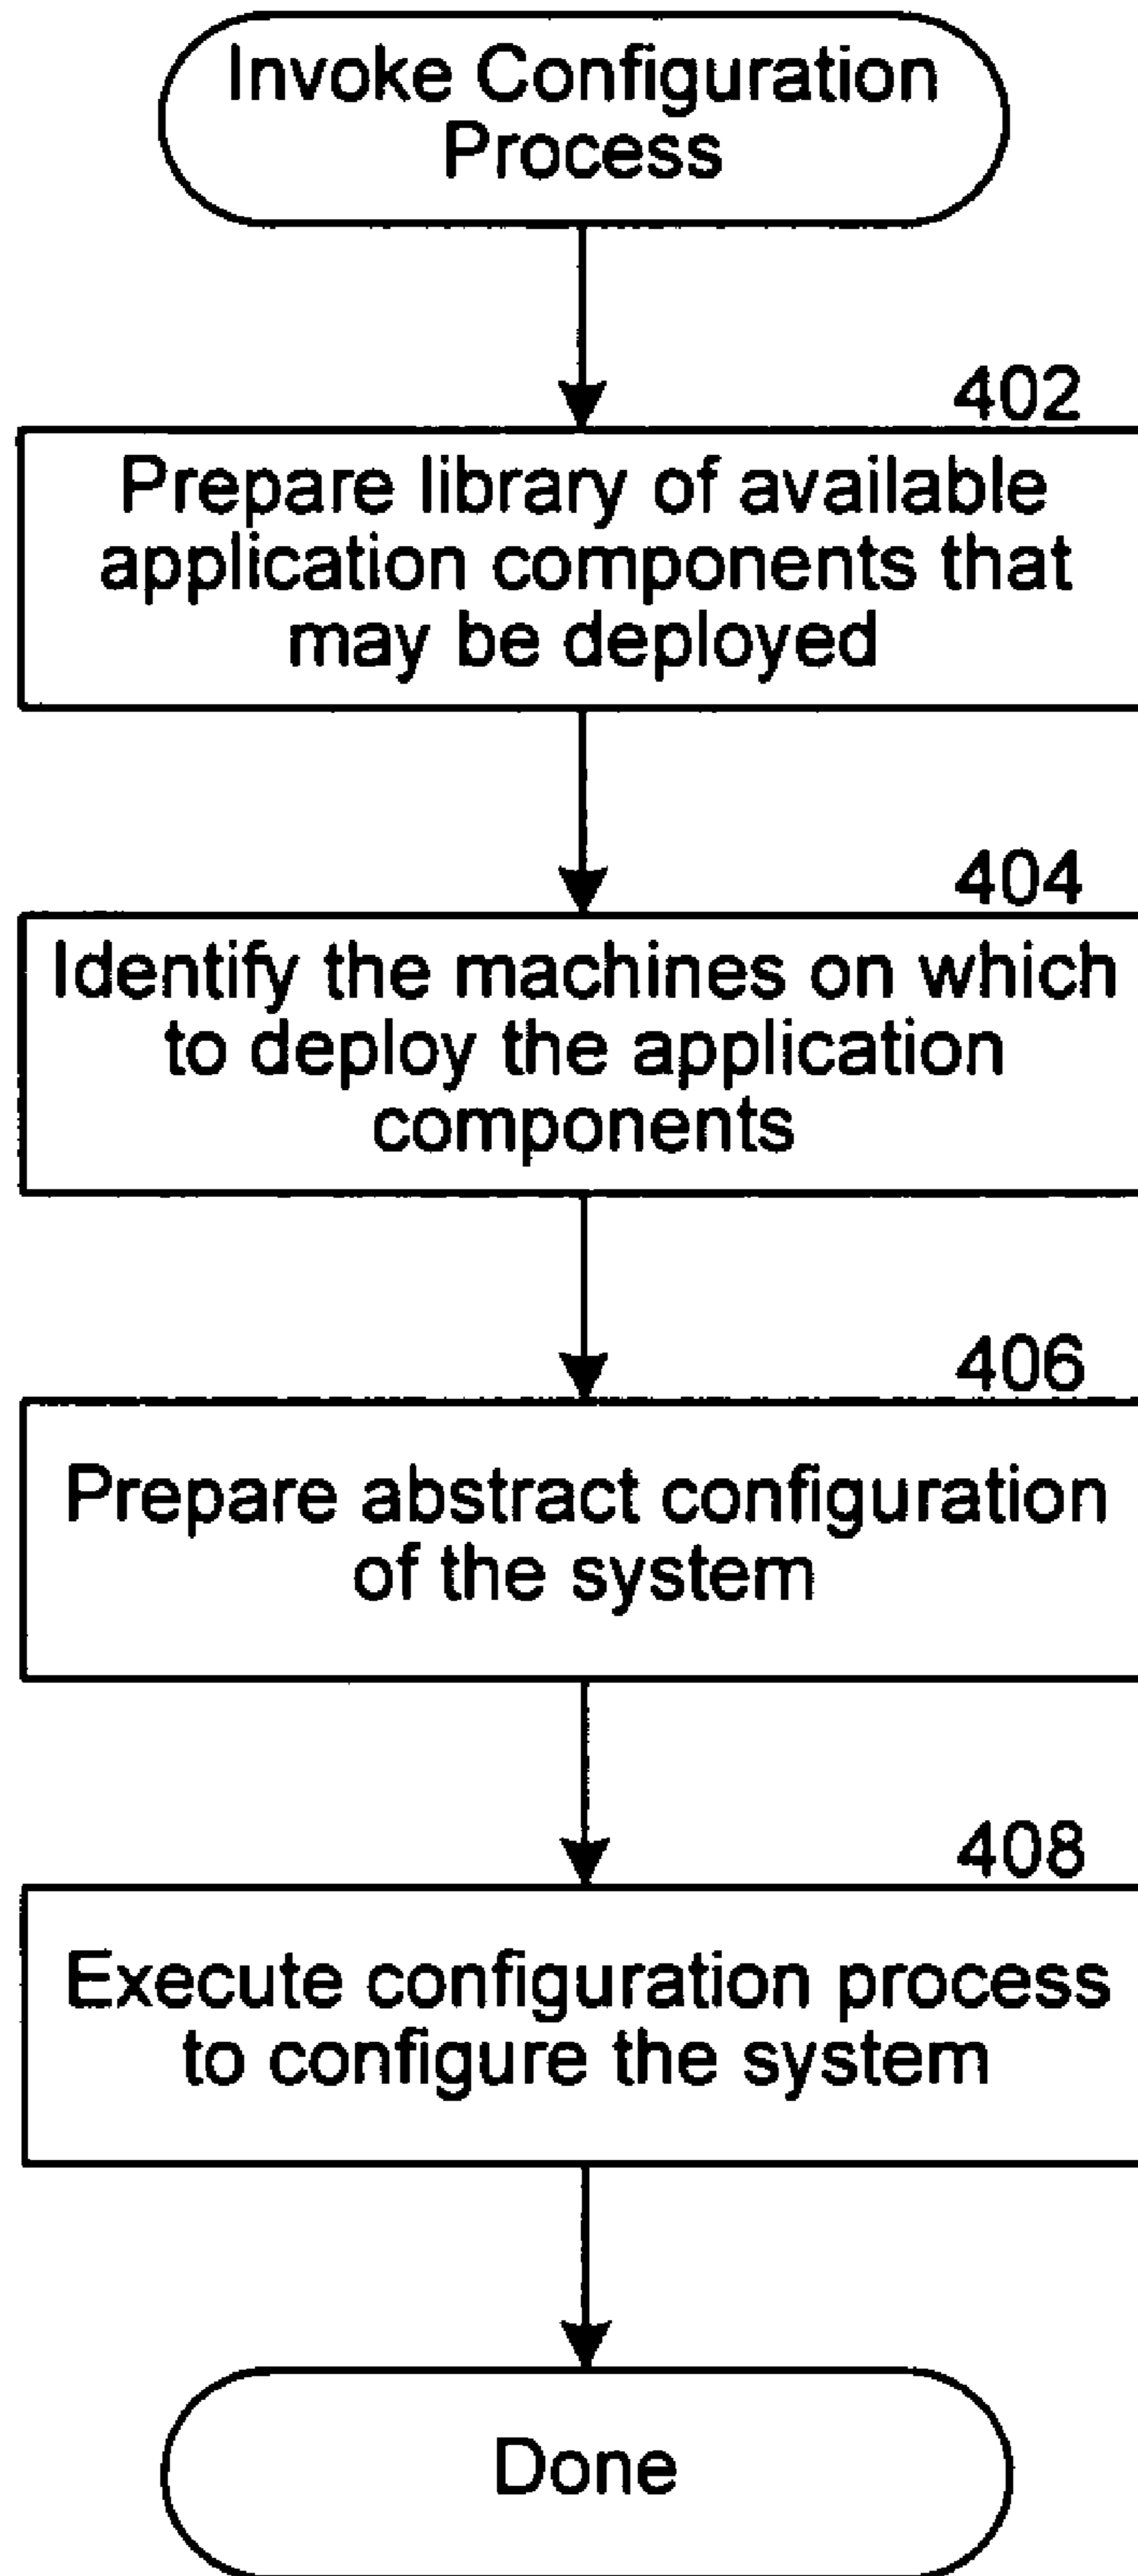 Invoke Configuration
Process
402
Prepare library of available
application components that
may be deployed
404
Identify the machines on which
to deploy the application
components
406
Prepare abstract configuration
of the system
408
Execute configuration process
to configure the system
Done